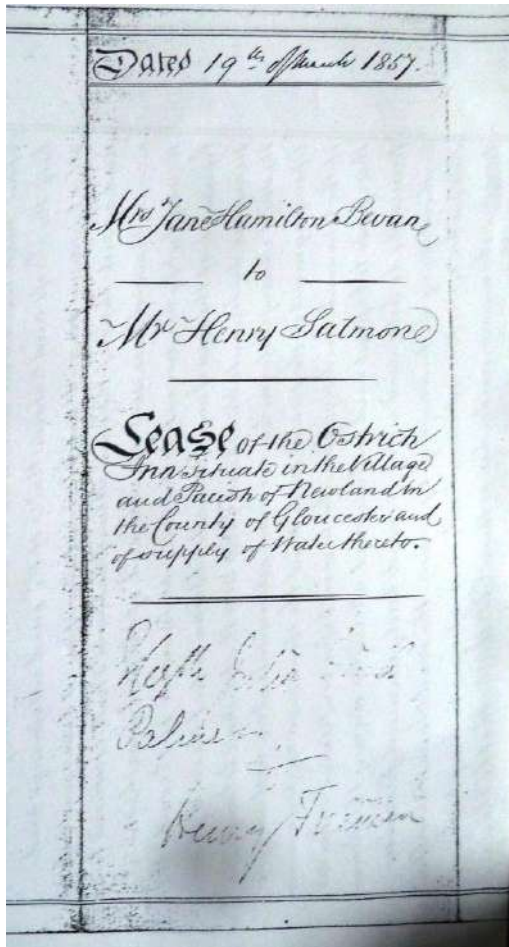 Dated 19th of March 1857.
Mrs Jane Hamilton Bevan
to
Mr Henry Salmon
Lease of the Ostrich
Inn situate in the Village
and Parish of Newland in
the County of Gloucester and
of supply of Water thereto.
Julia
Palmer
Henry